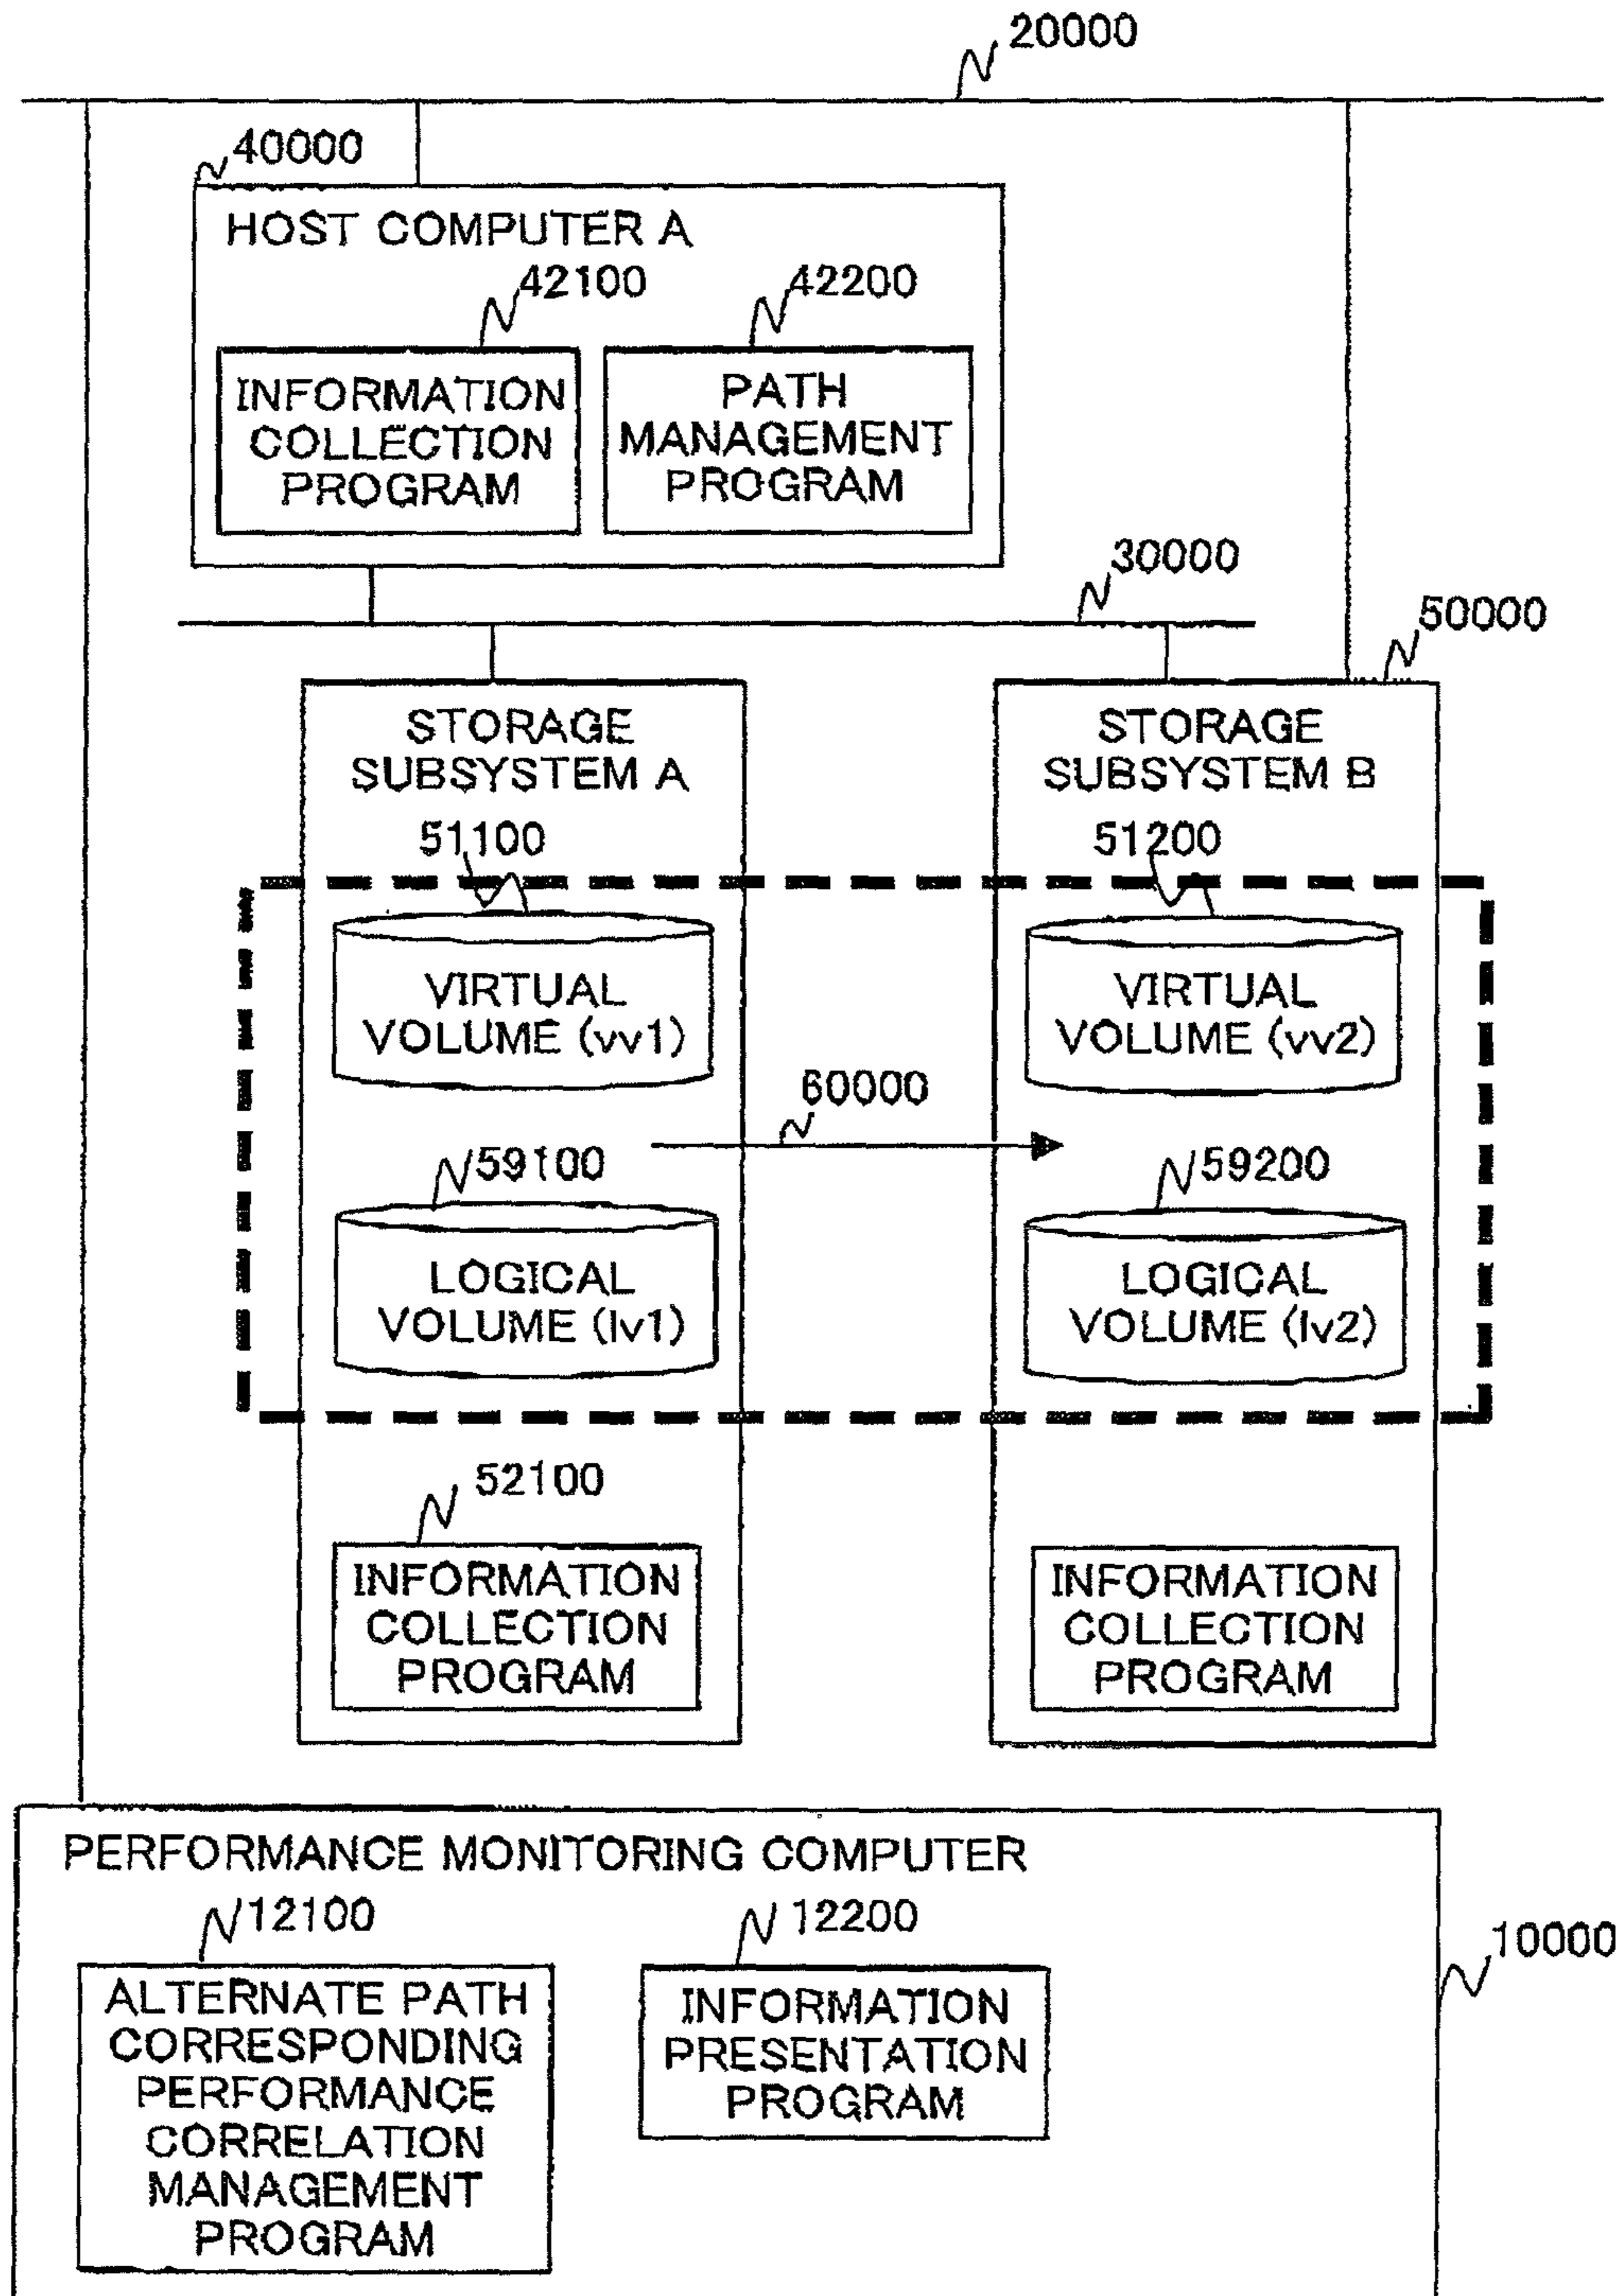 20000
40000
HOST COMPUTER A
42100
42200
INFORMATION
COLLECTION
PROGRAM
PATH
MANAGEMENT
PROGRAM
30000
50000
STORAGE
SUBSYSTEM A
STORAGE
SUBSYSTEM B
51100
51200
VIRTUAL
VOLUME (vv1)
VIRTUAL
VOLUME (vv2)
60000
59100
59200
LOGICAL
VOLUME (lv1)
LOGICAL
VOLUME (lv2)
52100
INFORMATION
COLLECTION
PROGRAM
INFORMATION
COLLECTION
PROGRAM
PERFORMANCE MONITORING COMPUTER
12100
12200
10000
ALTERNATE PATH
CORRESPONDING
PERFORMANCE
CORRELATION
MANAGEMENT
PROGRAM
INFORMATION
PRESENTATION
PROGRAM